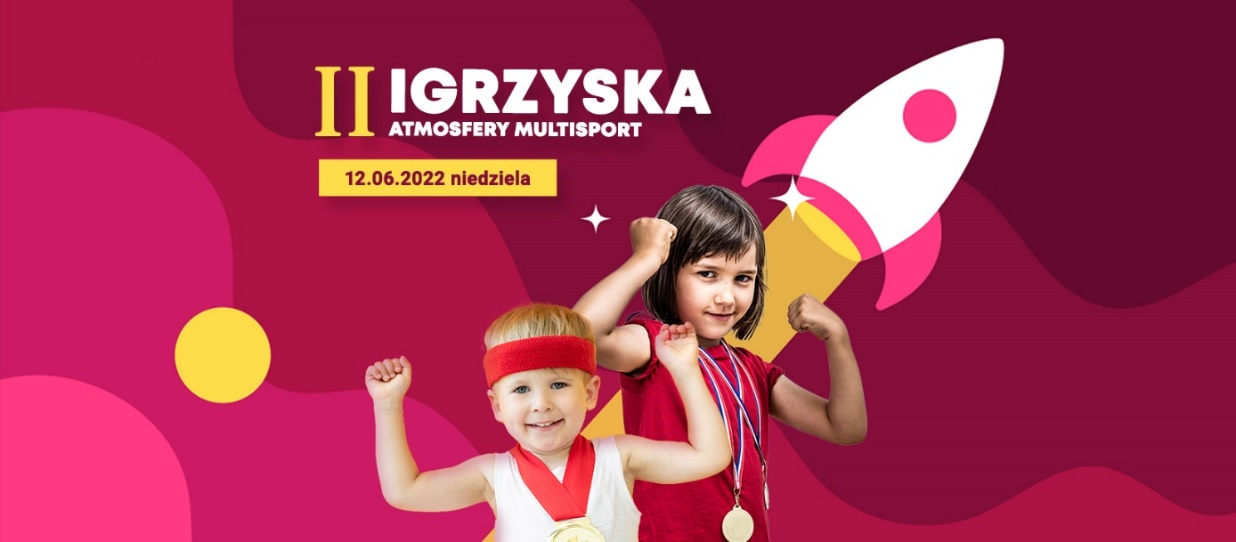 II IGRZYSKA
ATMOSFERY MULTISPORT
12.06.2022 niedziela